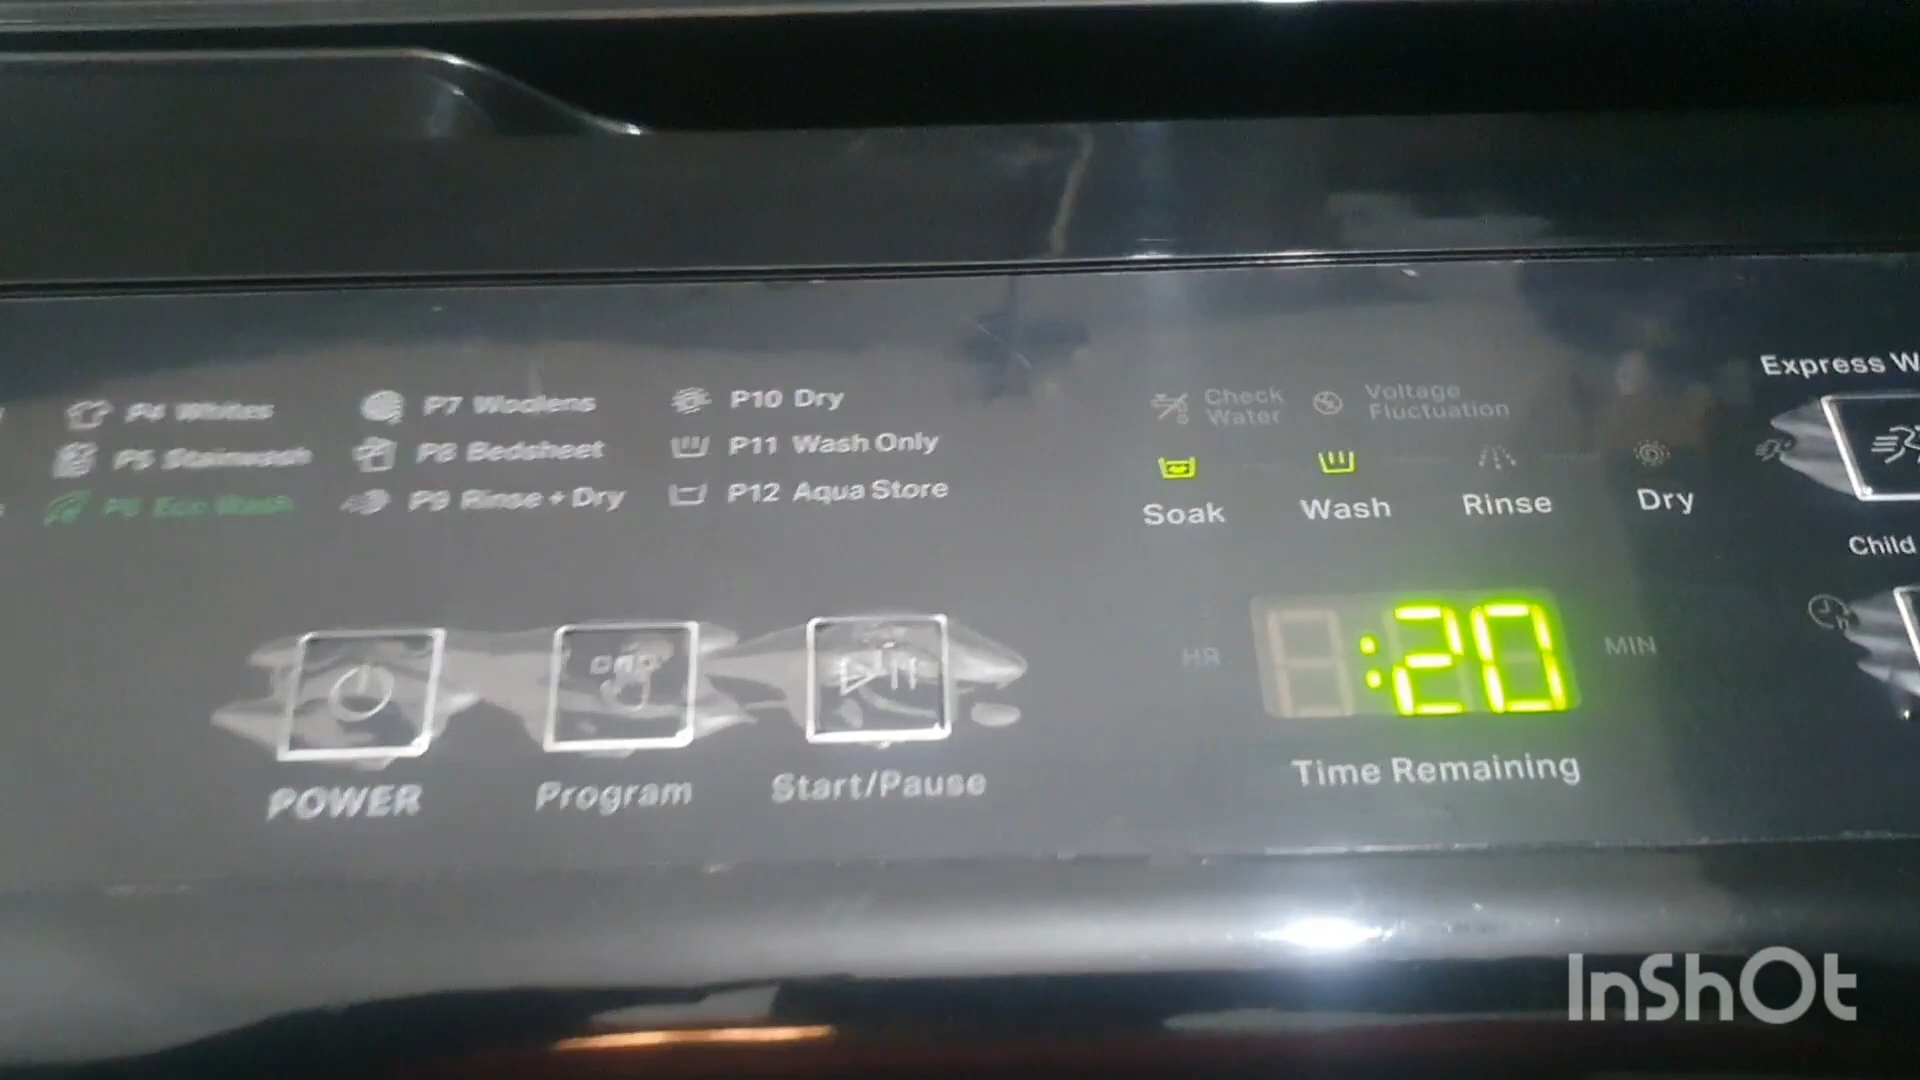 P4 Whites
P5 Stainwash
P6 Eco Wash
P7 Woolens
P8 Bedsheet
P9 Rinse + Dry
P10 Dry
P11 Wash Only
P12 Aqua Store
Check
Water
Voltage
Fluctuation
Soak
Wash
Rinse
Dry
Express W
Child
HR
:20
MIN
Time Remaining
POWER
Program
Start/Pause
InShOt